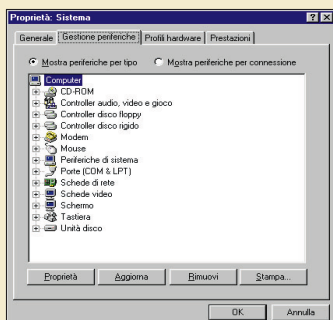 Proprietà: Sistema
Generale Gestione periferiche Profili hardware Prestazioni
Mostra periferiche per tipo Mostra periferiche per connessione
Computer
CD-ROM
Controller audio, video e gioco
Controller disco floppy
Controller disco rigido
Modem
Mouse
Periferiche di sistema
Porte (COM & LPT)
Schede di rete
Schede video
Schermo
Tastiera
Unità disco
Proprietà Aggiorna Rimuovi Stampa...
OK Annulla